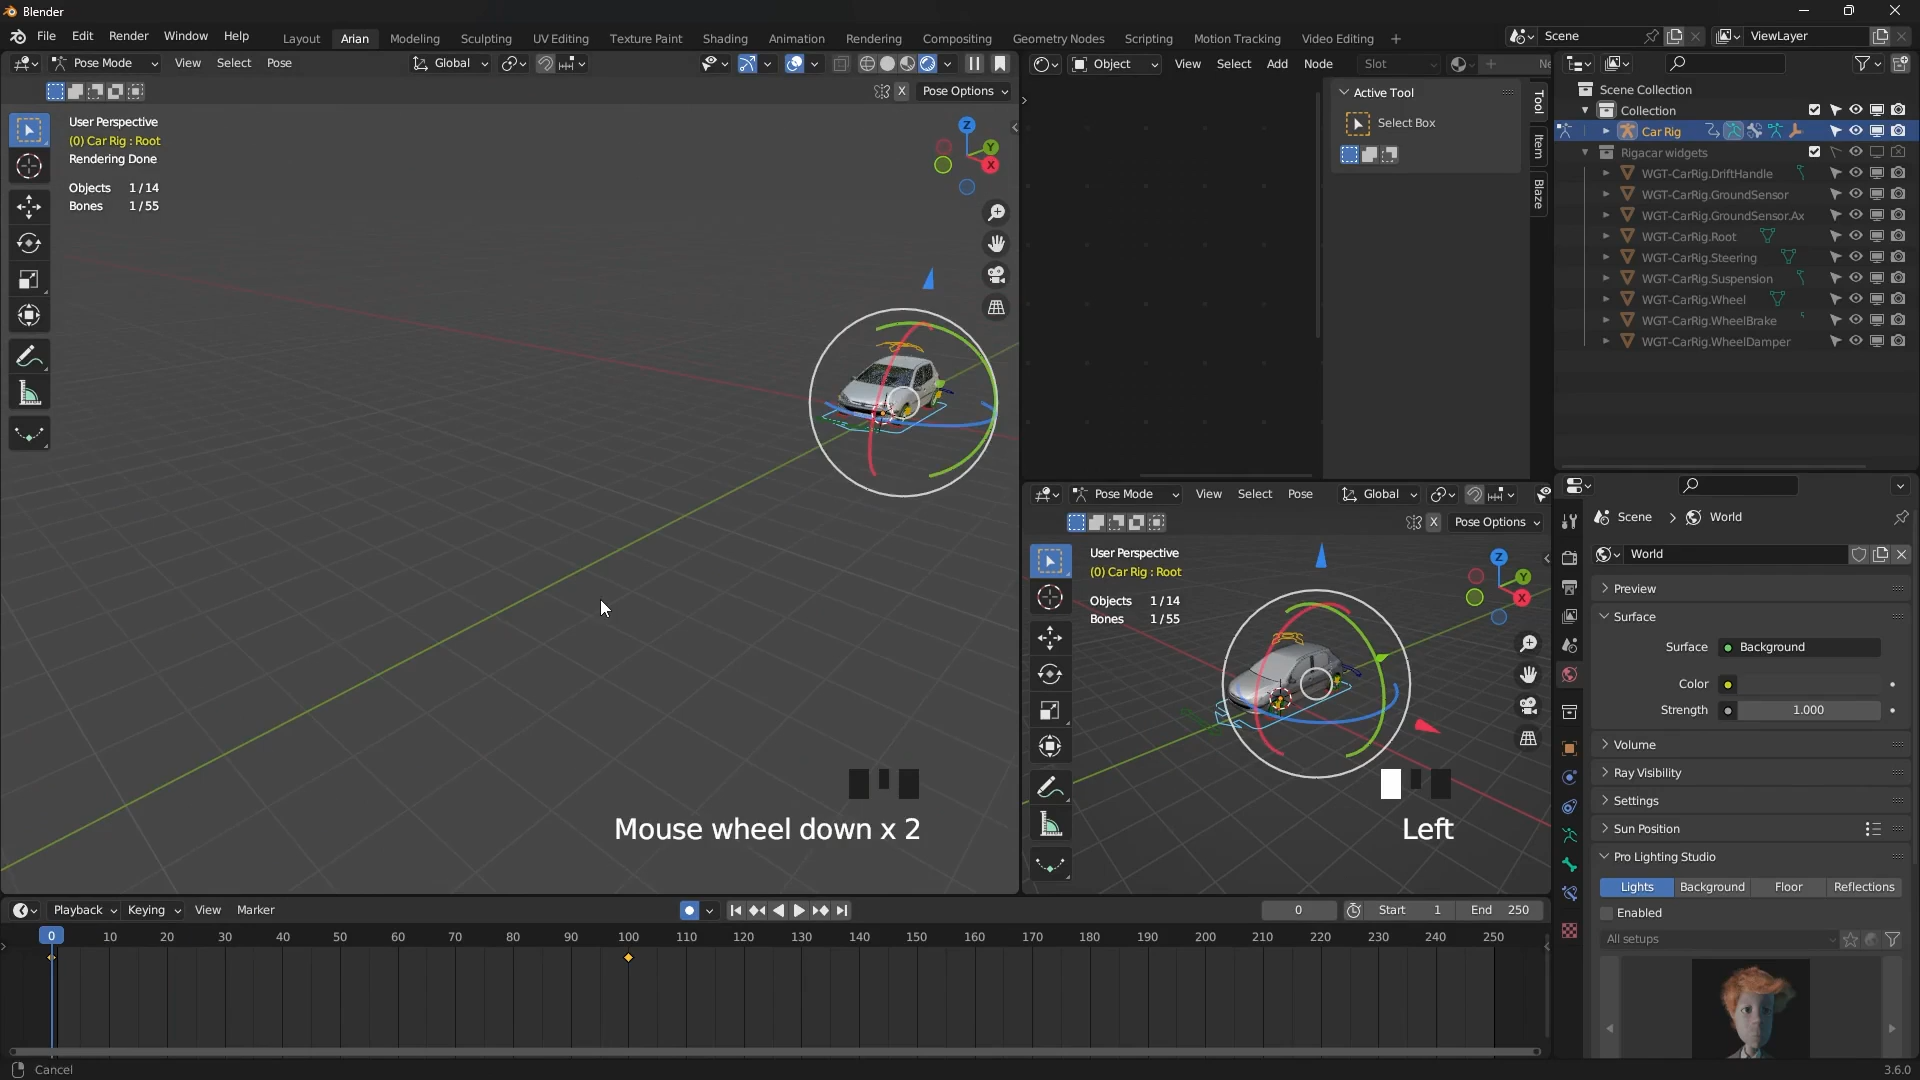 Blender
File Edit Render Window Help
Layout Arian Modeling Sculpting UV Editing Texture Paint Shading Animation Rendering Compositing Geometry Nodes Scripting Motion Tracking Video Editing
Scene
ViewLayer
Pose Mode View Select Pose Global
X Pose Options
User Perspective
(0) Car Rig : Root
Rendering Done
Objects 1/14
Bones 1/55
Z
Y
X
Mouse wheel down x 2
Object View Select Add Node Slot Ne
Active Tool
Select Box
Tool
Item
Blaze
Pose Mode View Select Pose Global
X Pose Options
User Perspective
(0) Car Rig : Root
Objects 1/14
Bones 1/55
Z
Y
X
Left
Scene Collection
Collection
Car Rig
Rigacar widgets
WGT-CarRig.DriftHandle
WGT-CarRig.GroundSensor
WGT-CarRig.GroundSensor.Ax
WGT-CarRig.Root
WGT-CarRig.Steering
WGT-CarRig.Suspension
WGT-CarRig.Wheel
WGT-CarRig.WheelBrake
WGT-CarRig.WheelDamper
Scene > World
World
Preview
Surface
Surface Background
Color
Strength 1.000
Volume
Ray Visibility
Settings
Sun Position
Pro Lighting Studio
Lights Background Floor Reflections
Enabled
All setups
Playback Keying View Marker
0 Start 1 End 250
0 10 20 30 40 50 60 70 80 90 100 110 120 130 140 150 160 170 180 190 200 210 220 230 240 250
Cancel
3.6.0